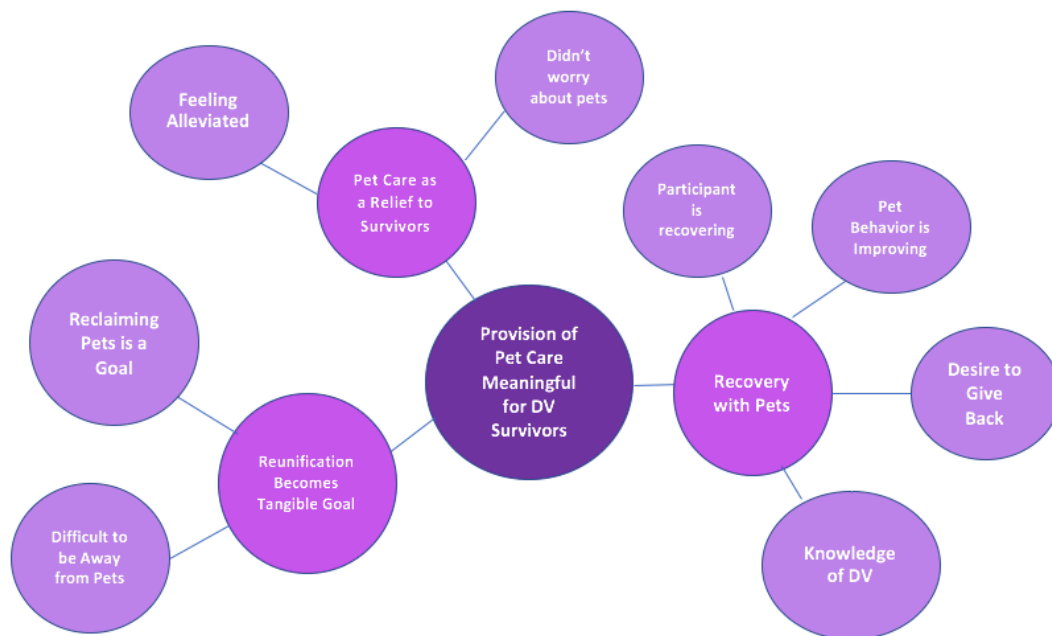 Didn't
worry
about pets
Feeling
Alleviated
Pet Care as
a Relief to
Survivors
Participant
is
recovering
Pet
Behavior is
Improving
Reclaiming
Pets is a
Goal
Provision of
Pet Care
Meaningful
for DV
Survivors
Recovery
with Pets
Desire to
Give
Back
Reunification
Becomes
Tangible Goal
Difficult to
be Away
from Pets
Knowledge
of DV